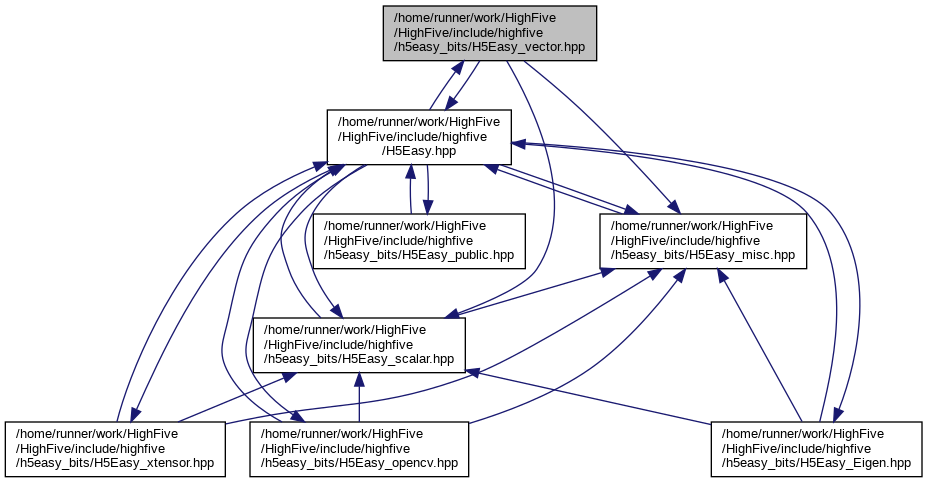 /home/runner/work/HighFive
/HighFive/include/highfive
/h5easy_bits/H5Easy_vector.hpp
/home/runner/work/HighFive
/HighFive/include/highfive
/H5Easy.hpp
/home/runner/work/HighFive
/HighFive/include/highfive
/h5easy_bits/H5Easy_public.hpp
/home/runner/work/HighFive
/HighFive/include/highfive
/h5easy_bits/H5Easy_misc.hpp
/home/runner/work/HighFive
/HighFive/include/highfive
/h5easy_bits/H5Easy_scalar.hpp
/home/runner/work/HighFive
/HighFive/include/highfive
/h5easy_bits/H5Easy_xtensor.hpp
/home/runner/work/HighFive
/HighFive/include/highfive
/h5easy_bits/H5Easy_opencv.hpp
/home/runner/work/HighFive
/HighFive/include/highfive
/h5easy_bits/H5Easy_Eigen.hpp